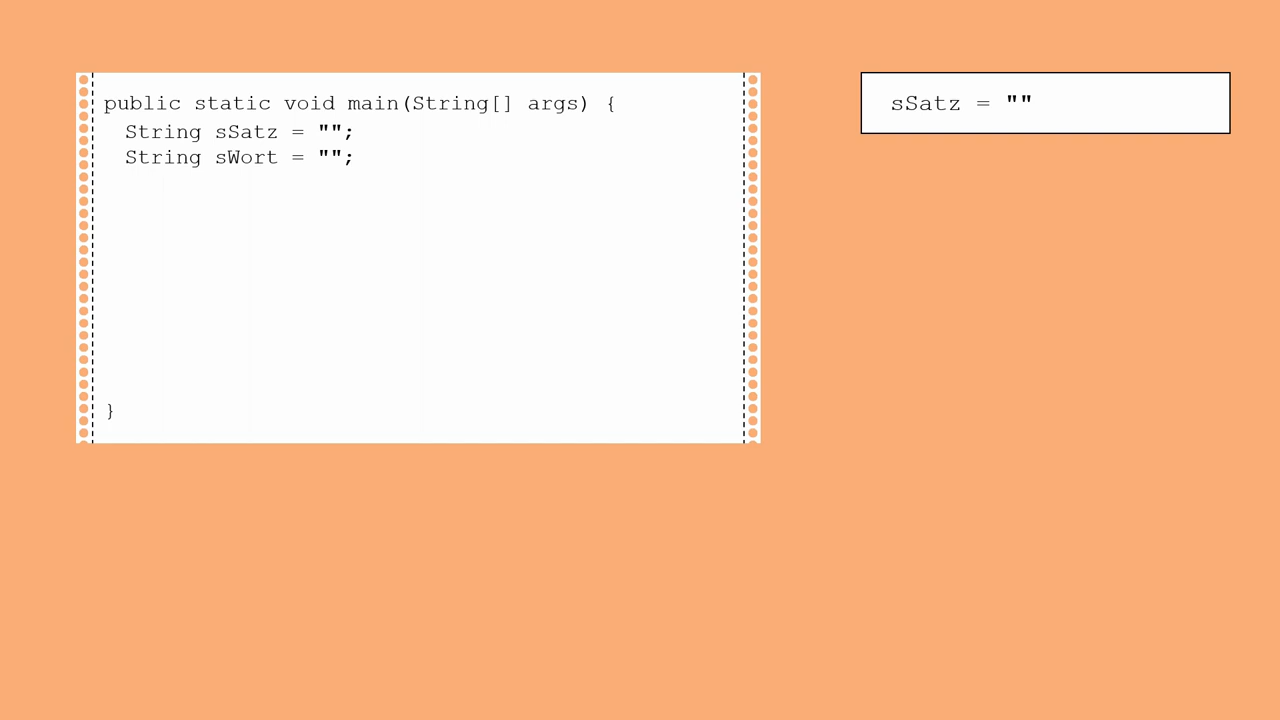 public static void main(String[] args) {
String sSatz = "";
String sWort = "";
}
sSatz = ""